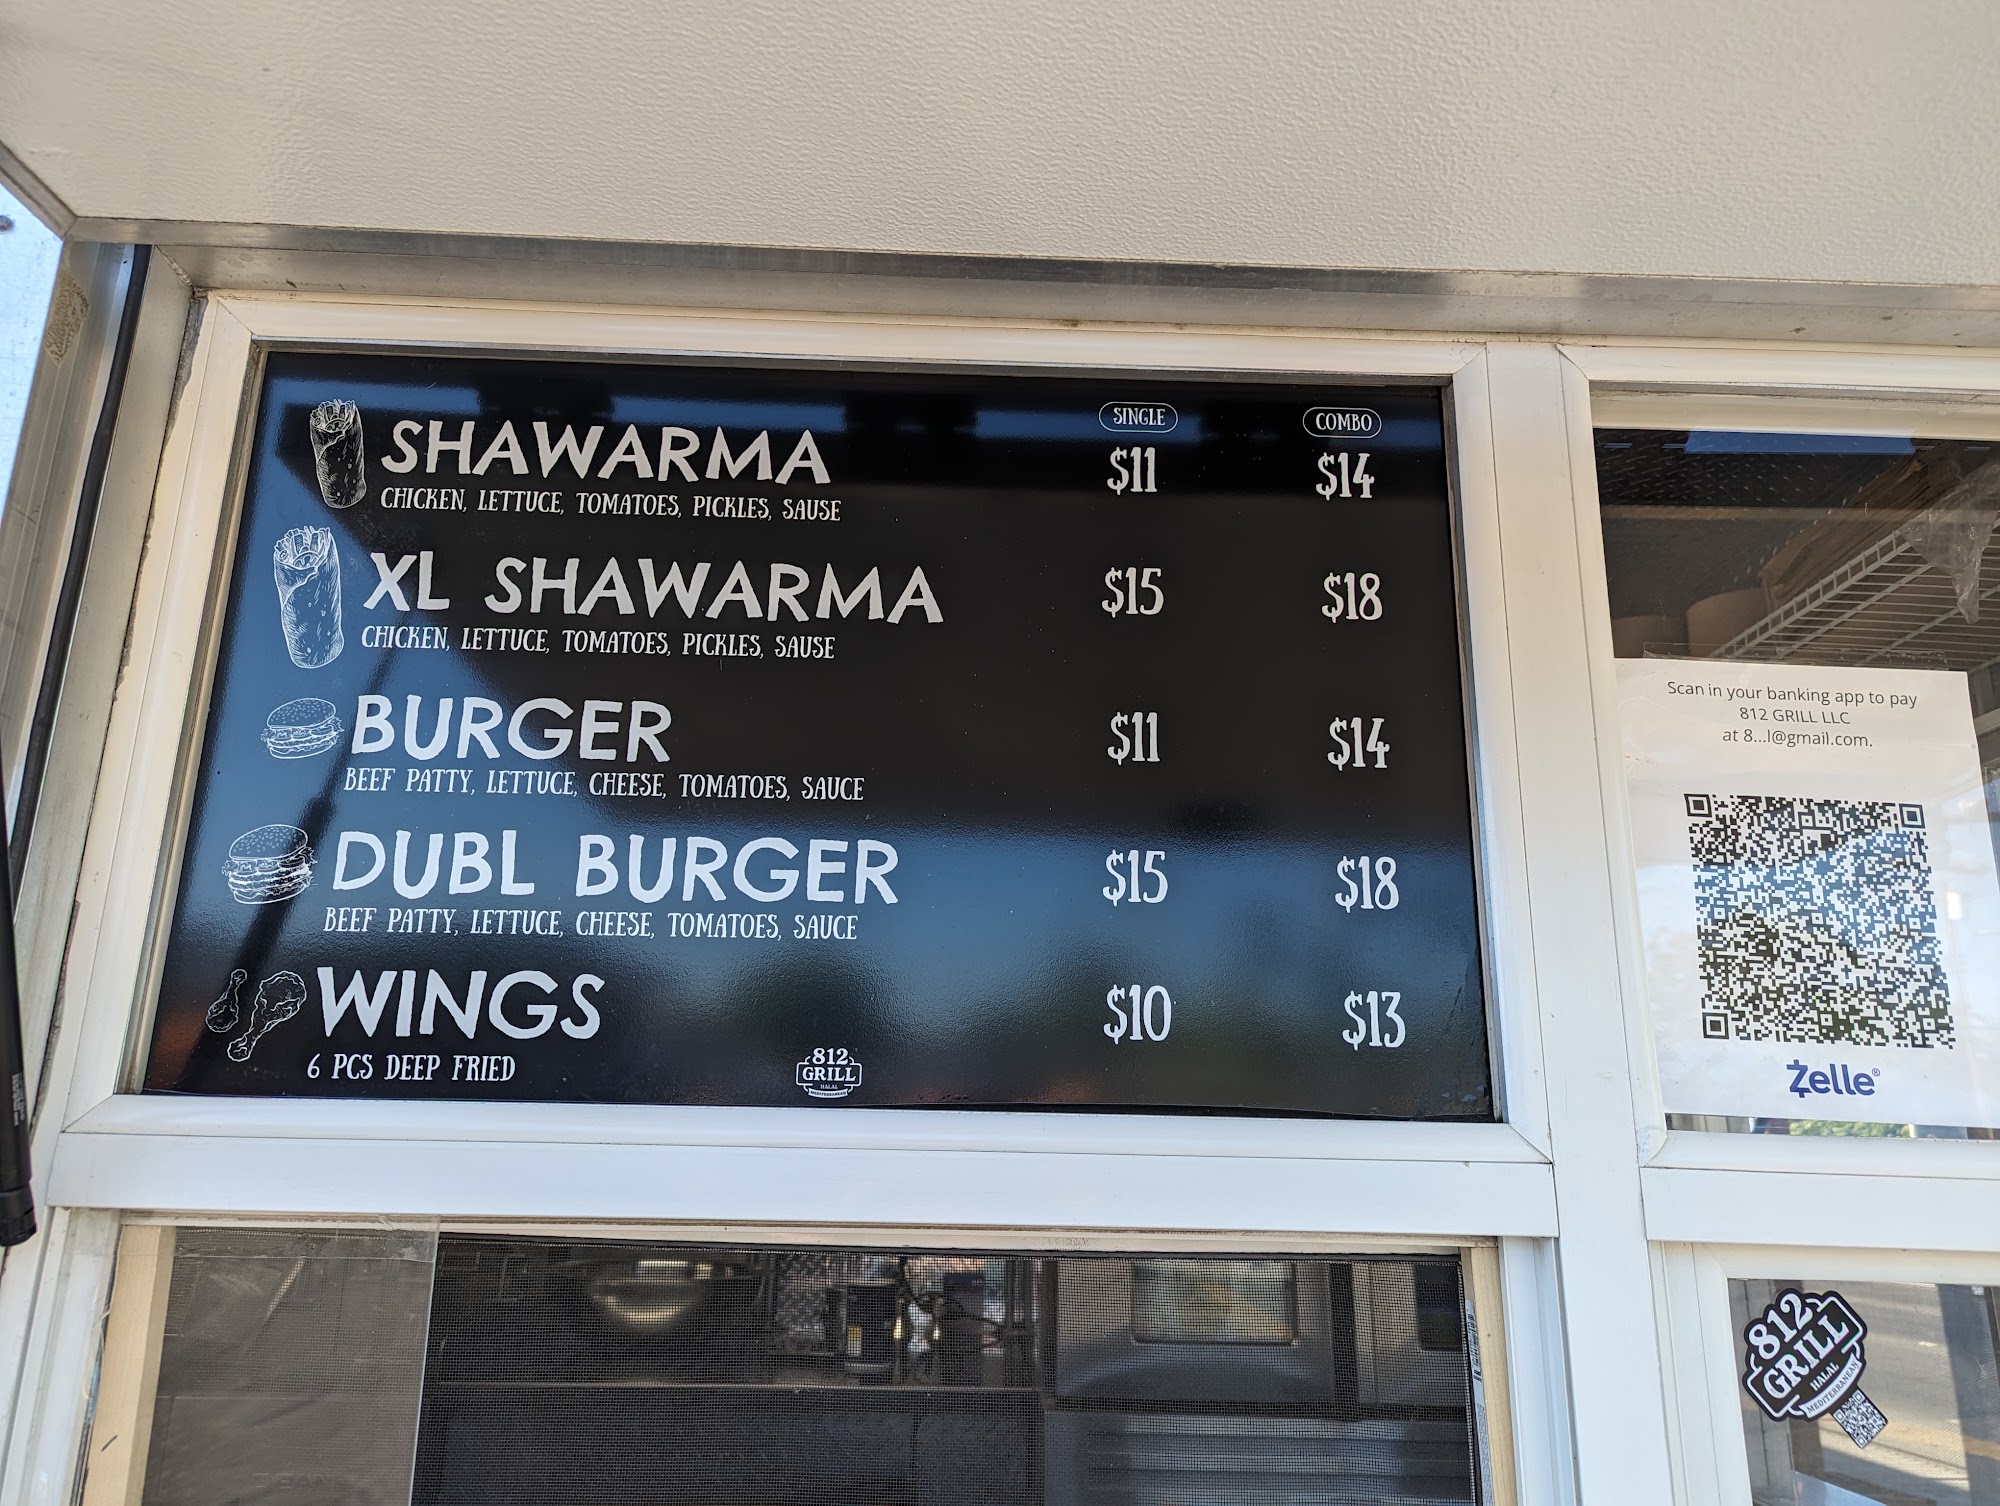 SINGLE COMBO
SHAWARMA $11 $14
CHICKEN, LETTUCE, TOMATOES, PICKLES, SAUSE
XL SHAWARMA $15 $18
CHICKEN, LETTUCE, TOMATOES, PICKLES, SAUSE
BURGER $11 $14
BEEF PATTY, LETTUCE, CHEESE, TOMATOES, SAUCE
DUBL BURGER $15 $18
BEEF PATTY, LETTUCE, CHEESE, TOMATOES, SAUCE
WINGS $10 $13
6 PCS DEEP FRIED
812
GRILL
HALAL
MEDITERRANEAN
Scan in your banking app to pay
812 GRILL LLC
at 8...l@gmail.com.
Zelle®
812
GRILL
HALAL
MEDITERRANEAN